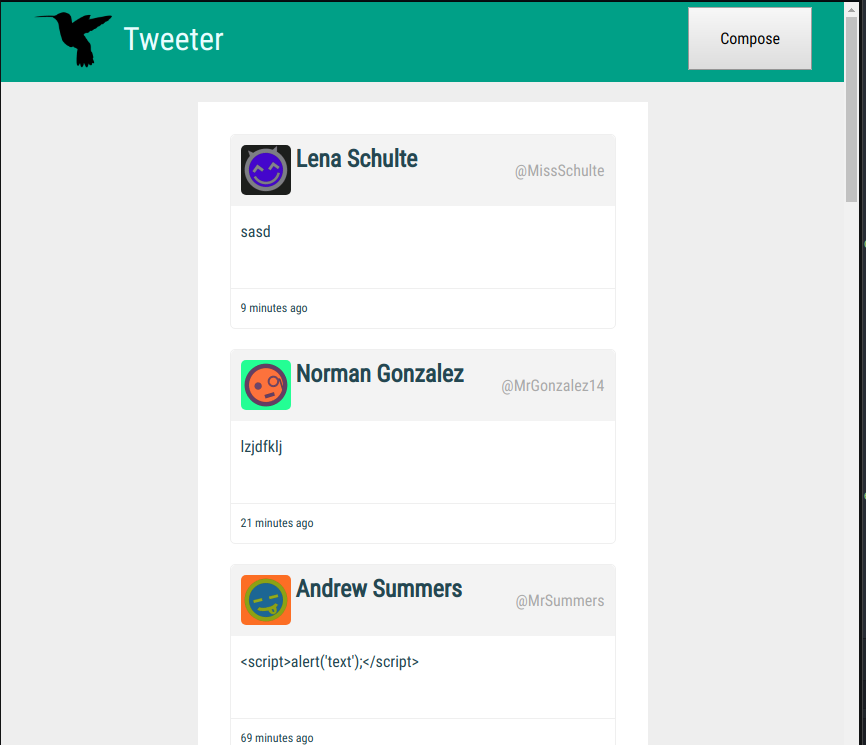 Tweeter
Compose
Lena Schulte
@MissSchulte
sasd
9 minutes ago
Norman Gonzalez
@MrGonzalez14
lzjdfklj
21 minutes ago
Andrew Summers
@MrSummers
<script>alert('text');</script>
69 minutes ago